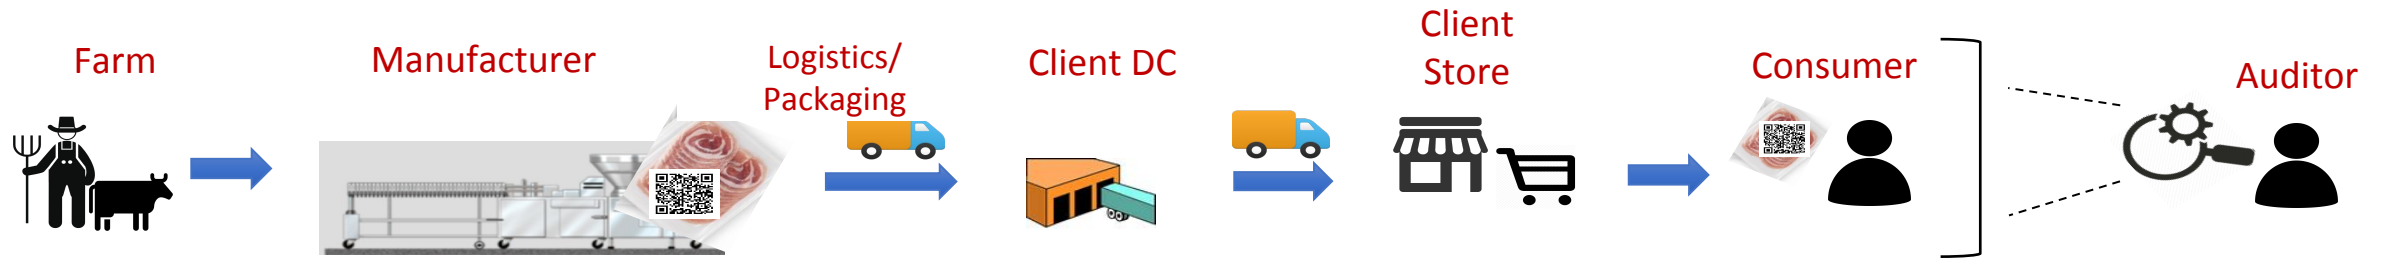 Farm
Manufacturer
Logistics/
Packaging
Client DC
Client
Store
Consumer
Auditor